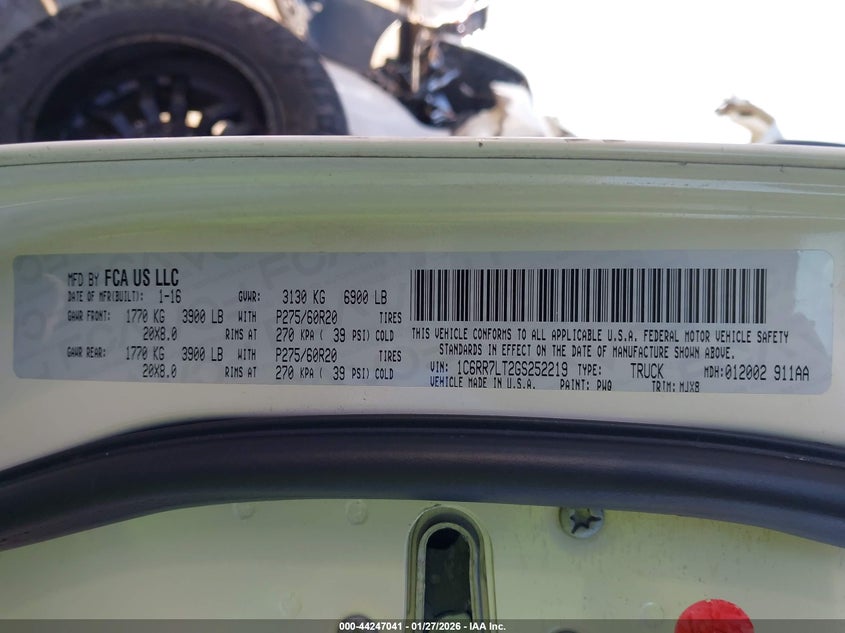 MFD BY FCA US LLC
DATE OF MFR(BUILT): 1-16 GVWR: 3130 KG 6900 LB
GAWR FRONT: 1770 KG 3900 LB WITH P275/60R20 TIRES
20X8.0 RIMS AT 270 KPA ( 39 PSI) COLD
GAWR REAR: 1770 KG 3900 LB WITH P275/60R20 TIRES
20X8.0 RIMS AT 270 KPA ( 39 PSI) COLD
THIS VEHICLE CONFORMS TO ALL APPLICABLE U.S.A. FEDERAL MOTOR VEHICLE SAFETY
STANDARDS IN EFFECT ON THE DATE OF MANUFACTURE SHOWN ABOVE.
VIN: 1C6RR7LT2GS252219 TYPE: TRUCK MDH:012002 911AA
VEHICLE MADE IN U.S.A. PAINT: PWQ TRIM: MJX8
000-44247041 - 01/27/2026 - IAA Inc.